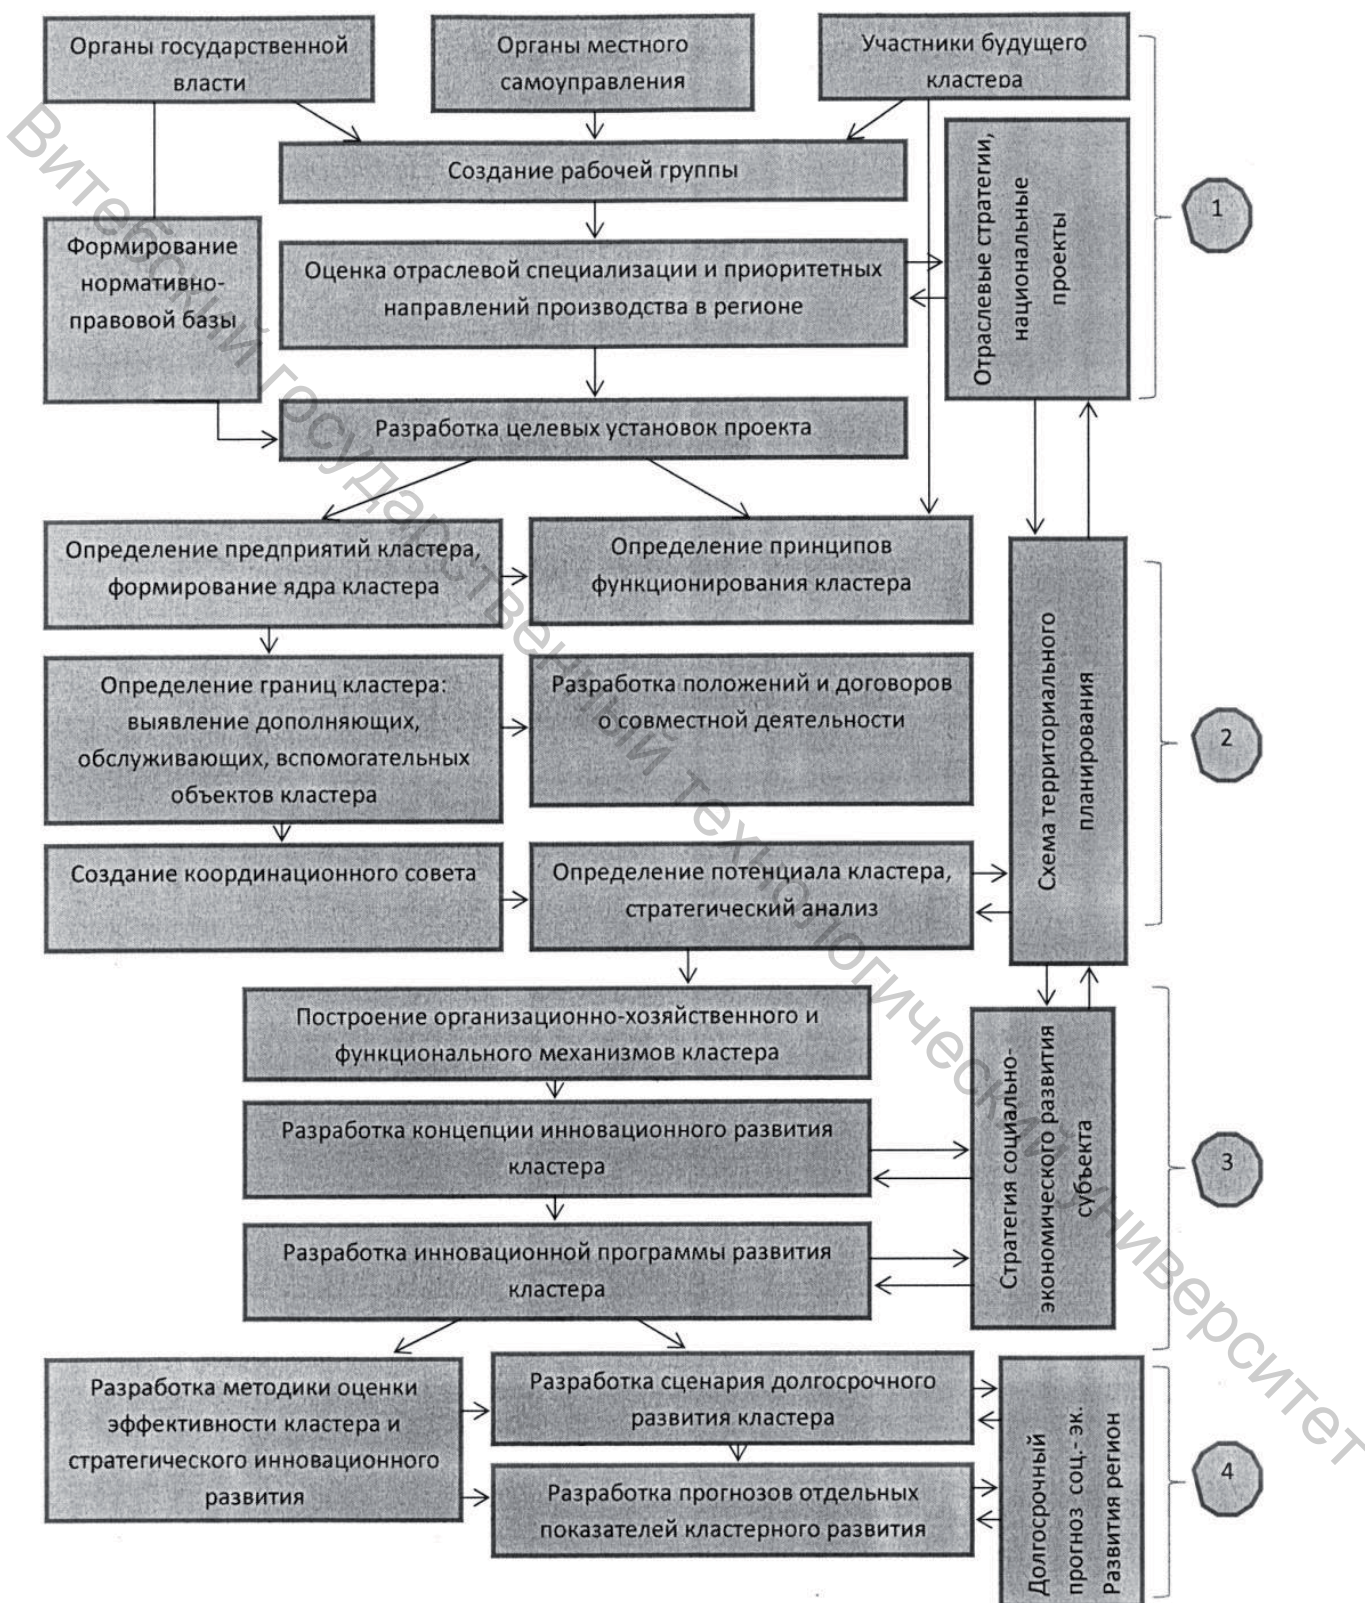 Органы государственной
власти
Органы местного
самоуправления
Участники будущего
кластера
Создание рабочей группы
Отраслевые стратегии,
национальные
проекты
1
Формирование
нормативно-
правовой базы
Оценка отраслевой специализации и приоритетных
направлений производства в регионе
Разработка целевых установок проекта
Определение предприятий кластера,
формирование ядра кластера
Определение принципов
функционирования кластера
Схема территориального
планирования
2
Определение границ кластера:
выявление дополняющих,
обслуживающих, вспомогательных
объектов кластера
Разработка положений и договоров
о совместной деятельности
Создание координационного совета
Определение потенциала кластера,
стратегический анализ
Построение организационно-хозяйственного и
функционального механизмов кластера
Стратегия социально-
экономического развития
субъекта
3
Разработка концепции инновационного развития
кластера
Разработка инновационной программы развития
кластера
Разработка методики оценки
эффективности кластера и
стратегического инновационного
развития
Разработка сценария долгосрочного
развития кластера
Разработка прогнозов отдельных
показателей кластерного развития
Долгосрочный
прогноз соц.- эк.
Развития регион
4
Витебский государственный технологический университет